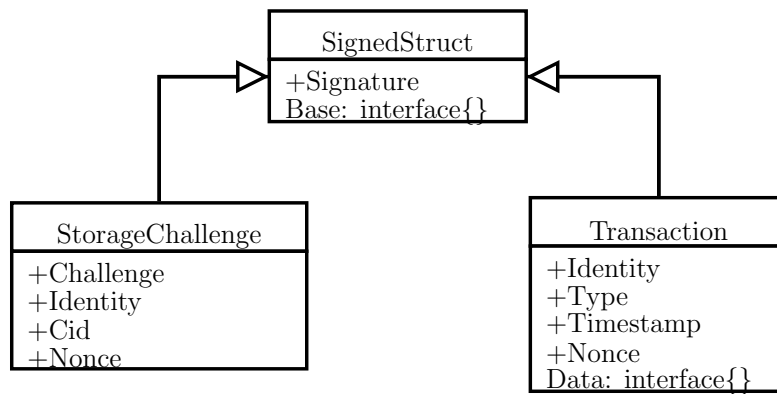 SignedStruct
+Signature
Base: interface{}
StorageChallenge
+Challenge
+Identity
+Cid
+Nonce
Transaction
+Identity
+Type
+Timestamp
+Nonce
Data: interface{}